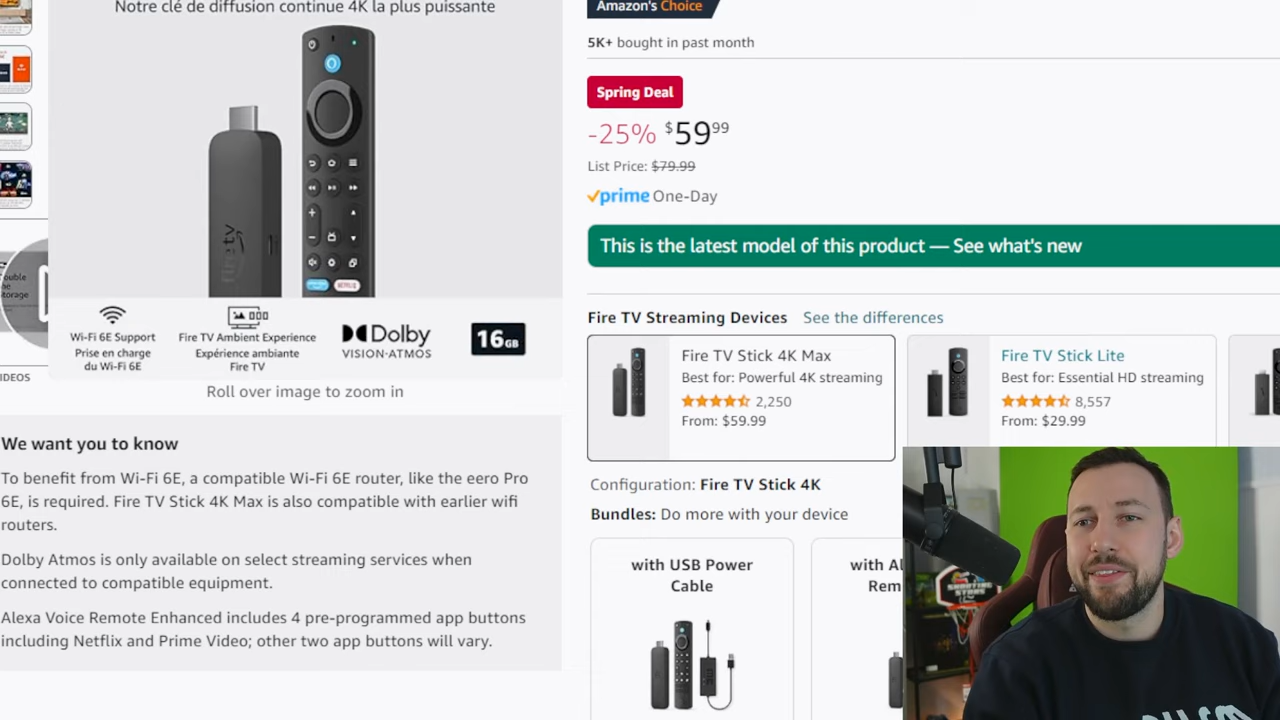 Notre clé de diffusion continue 4K la plus puissante
firetv
NETFLIX
Wi-Fi 6E Support
Prise en charge
du Wi-Fi 6E
Fire TV Ambient Experience
Expérience ambiante
Fire TV
Dolby
VISION·ATMOS
16GB
IDEOS
Roll over image to zoom in
We want you to know
To benefit from Wi-Fi 6E, a compatible Wi-Fi 6E router, like the eero Pro
6E, is required. Fire TV Stick 4K Max is also compatible with earlier wifi
routers.
Dolby Atmos is only available on select streaming services when
connected to compatible equipment.
Alexa Voice Remote Enhanced includes 4 pre-programmed app buttons
including Netflix and Prime Video; other two app buttons will vary.
Amazon's Choice
5K+ bought in past month
Spring Deal
-25% $59 99
List Price: $79.99
prime One-Day
This is the latest model of this product — See what's new
Fire TV Streaming Devices See the differences
Fire TV Stick 4K Max
Best for: Powerful 4K streaming
2,250
From: $59.99
Fire TV Stick Lite
Best for: Essential HD streaming
8,557
From: $29.99
Configuration: Fire TV Stick 4K
Bundles: Do more with your device
with USB Power
Cable
with Al
Rem
SHOOTING
STARS